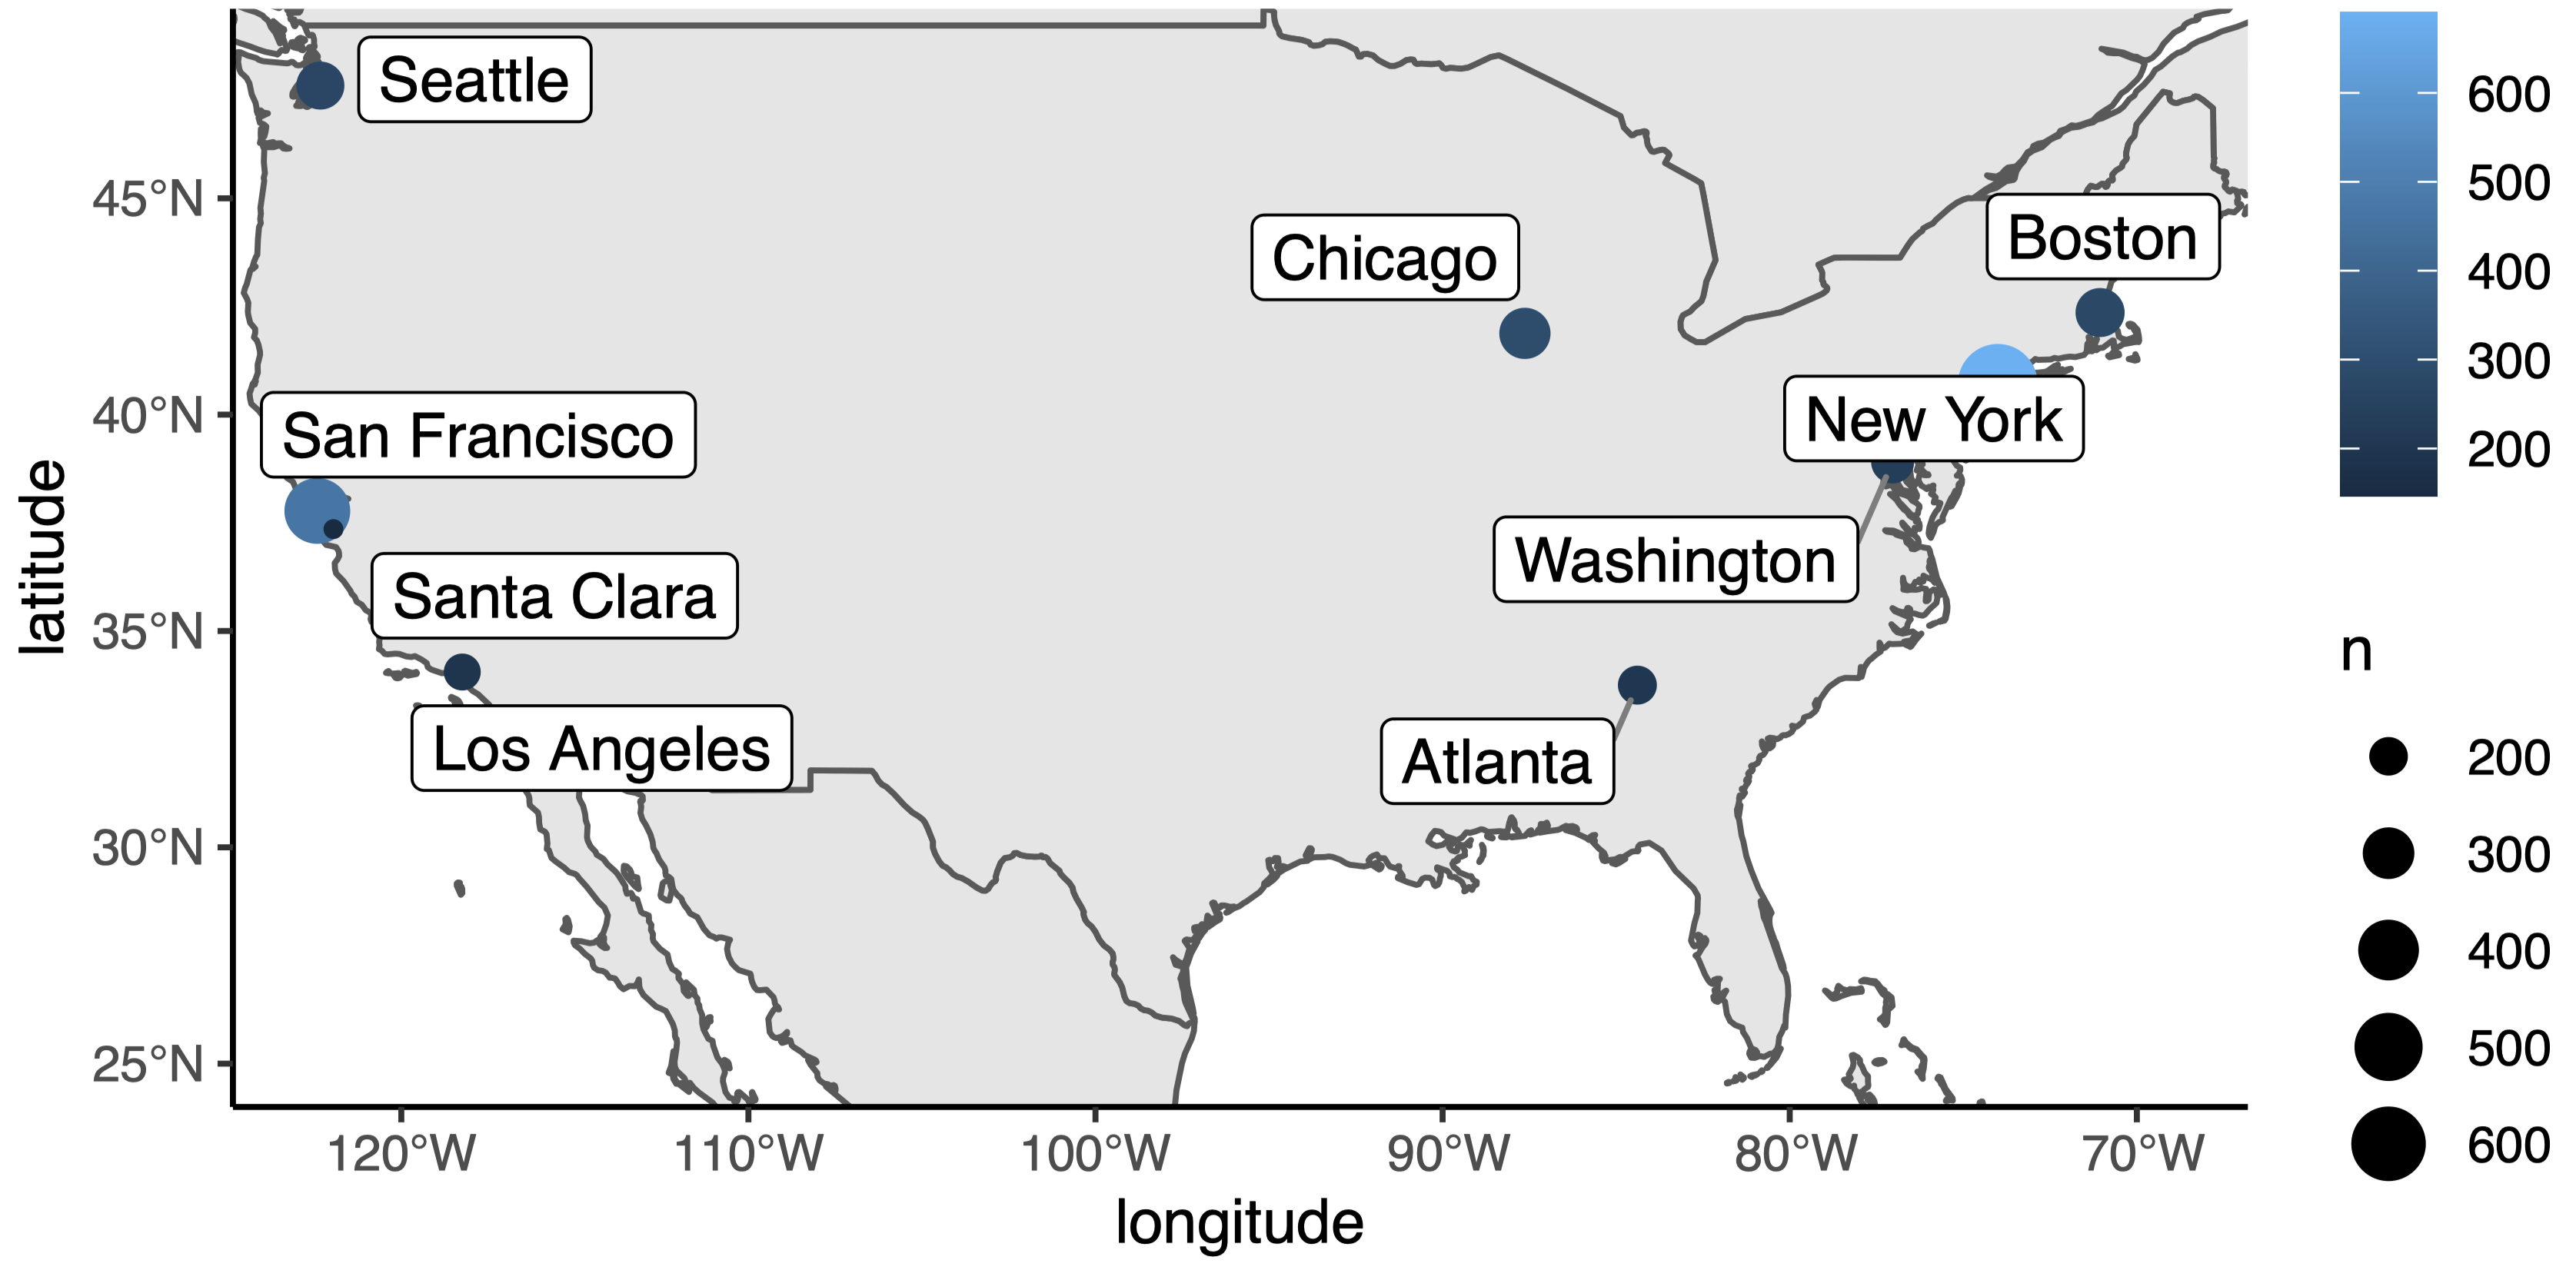 Seattle
Chicago
Boston
San Francisco
New York
Washington
Santa Clara
Los Angeles
Atlanta
45°N
40°N
35°N
30°N
25°N
latitude
120°W
110°W
100°W
90°W
80°W
70°W
longitude
600
500
400
300
200
n
200
300
400
500
600